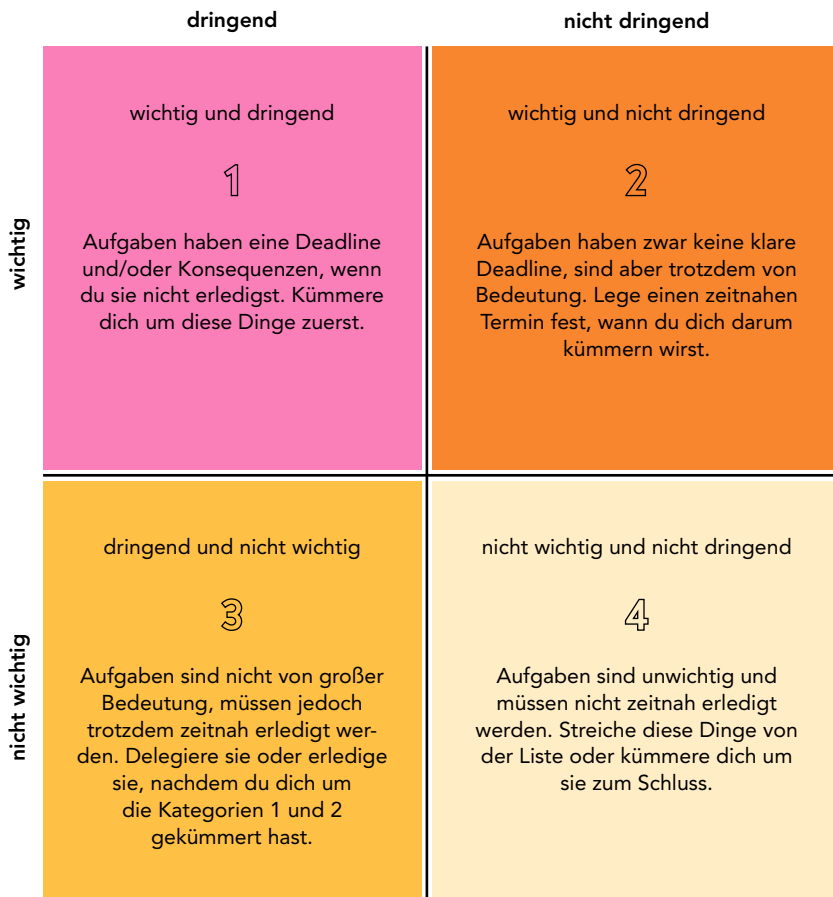 dringend
nicht dringend
wichtig
wichtig und dringend
1
Aufgaben haben eine Deadline
und/oder Konsequenzen, wenn
du sie nicht erledigst. Kümmere
dich um diese Dinge zuerst.
wichtig und nicht dringend
2
Aufgaben haben zwar keine klare
Deadline, sind aber trotzdem von
Bedeutung. Lege einen zeitnahen
Termin fest, wann du dich darum
kümmern wirst.
nicht wichtig
dringend und nicht wichtig
3
Aufgaben sind nicht von großer
Bedeutung, müssen jedoch
trotzdem zeitnah erledigt wer-
den. Delegiere sie oder erledige
sie, nachdem du dich um
die Kategorien 1 und 2
gekümmert hast.
nicht wichtig und nicht dringend
4
Aufgaben sind unwichtig und
müssen nicht zeitnah erledigt
werden. Streiche diese Dinge von
der Liste oder kümmere dich um
sie zum Schluss.